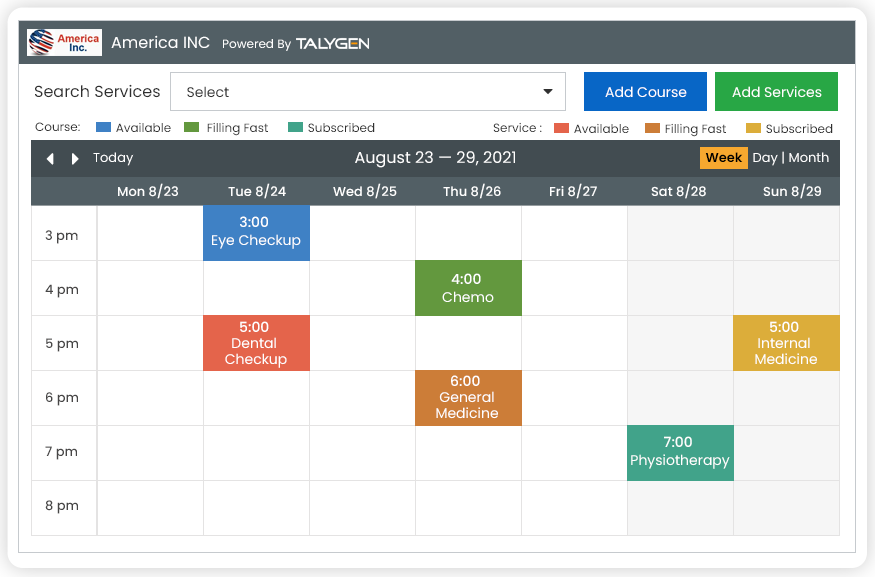 America
Inc.
America INC Powered By TALYGEN
Search Services Select Add Course Add Services
Course: Available Filling Fast Subscribed Service : Available Filling Fast Subscribed
Today August 23 — 29, 2021 Week Day | Month
Mon 8/23 Tue 8/24 Wed 8/25 Thu 8/26 Fri 8/27 Sat 8/28 Sun 8/29
3 pm
3:00
Eye Checkup
4 pm
4:00
Chemo
5 pm
5:00
Dental
Checkup
5:00
Internal
Medicine
6 pm
6:00
General
Medicine
7 pm
7:00
Physiotherapy
8 pm